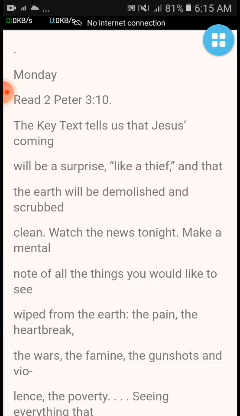 D:0KB/s U:0KB/s No internet connection 81% 6:15 AM
.
Monday
Read 2 Peter 3:10.
The Key Text tells us that Jesus'
coming
will be a surprise, "like a thief," and that
the earth will be demolished and
scrubbed
clean. Watch the news tonight. Make a
mental
note of all the things you would like to
see
wiped from the earth: the pain, the
heartbreak,
the wars, the famine, the gunshots and
vio-
lence, the poverty. . . . Seeing
everything that